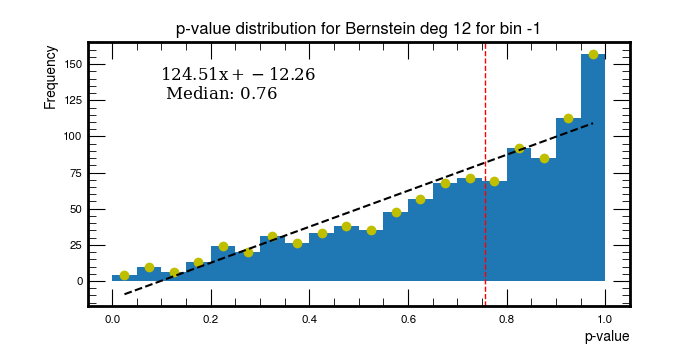 p-value distribution for Bernstein deg 12 for bin -1
Frequency
124.51x + −12.26
Median: 0.76
150
125
100
75
50
25
0
0.0 0.2 0.4 0.6 0.8 1.0
p-value